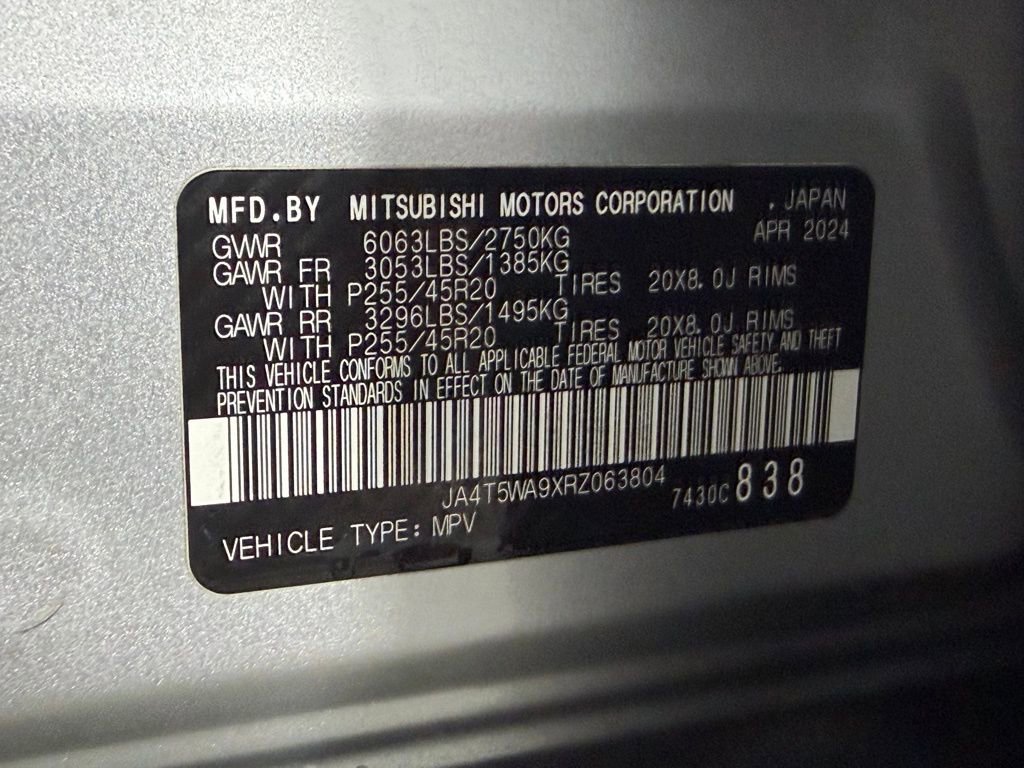 MFD.BY MITSUBISHI MOTORS CORPORATION , JAPAN
GVWR 6063LBS/2750KG APR 2024
GAWR FR 3053LBS/1385KG
WITH P255/45R20 TIRES 20X8.0J RIMS
GAWR RR 3296LBS/1495KG
WITH P255/45R20 TIRES 20X8.0J RIMS
THIS VEHICLE CONFORMS TO ALL APPLICABLE FEDERAL MOTOR VEHICLE SAFETY AND THEFT
PREVENTION STANDARDS IN EFFECT ON THE DATE OF MANUFACTURE SHOWN ABOVE.
JA4T5WA9XRZ063804 7430C 838
VEHICLE TYPE: MPV